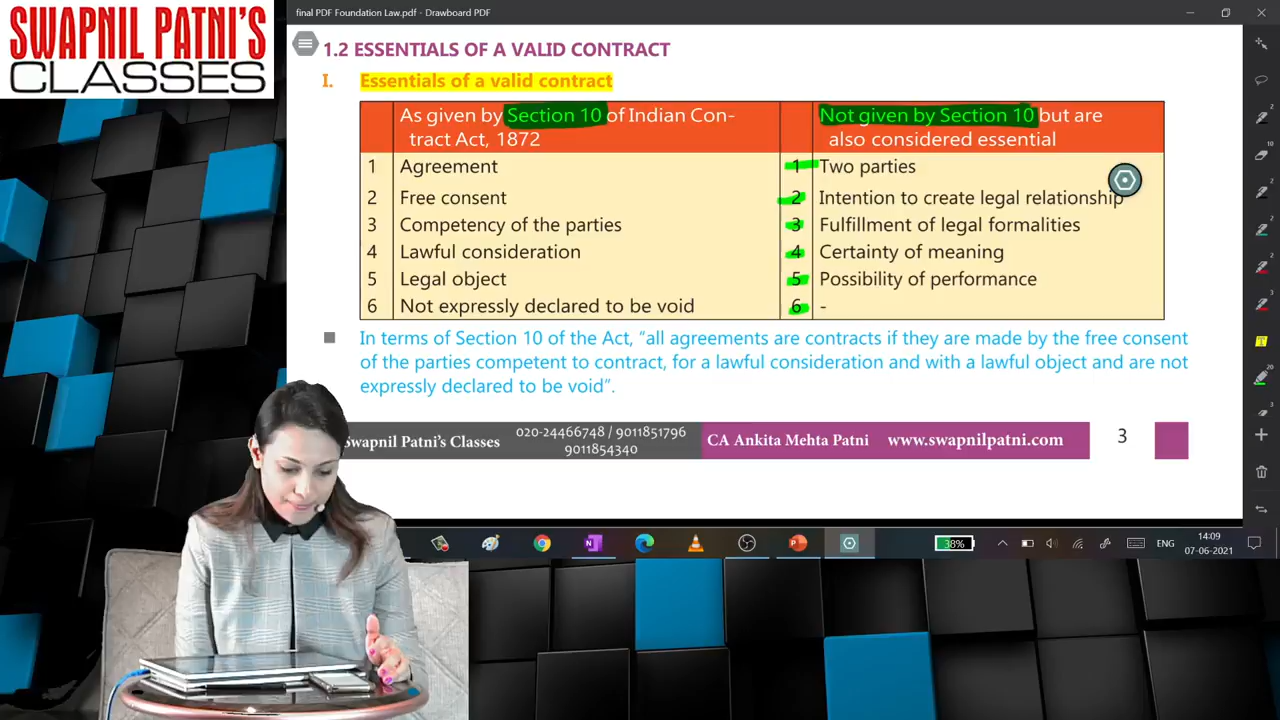 SWAPNIL PATNI'S
CLASSES
final PDF Foundation Law.pdf - Drawboard PDF
1.2 ESSENTIALS OF A VALID CONTRACT
I. Essentials of a valid contract
As given by Section 10 of Indian Con-
tract Act, 1872
Not given by Section 10 but are
also considered essential
1 Agreement 1 Two parties
2 Free consent 2 Intention to create legal relationship
3 Competency of the parties 3 Fulfillment of legal formalities
4 Lawful consideration 4 Certainty of meaning
5 Legal object 5 Possibility of performance
6 Not expressly declared to be void 6 -
In terms of Section 10 of the Act, “all agreements are contracts if they are made by the free consent
of the parties competent to contract, for a lawful consideration and with a lawful object and are not
expressly declared to be void”.
Swapnil Patni's Classes
020-24466748 / 9011851796
9011854340
CA Ankita Mehta Patni www.swapnilpatni.com
3
38%
ENG
14:09
07-06-2021